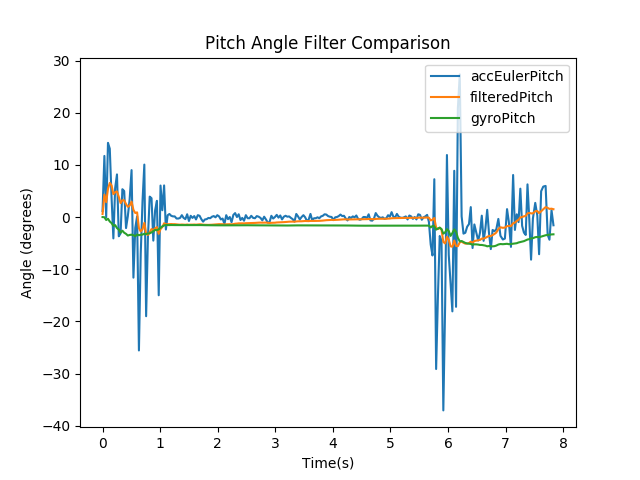 Pitch Angle Filter Comparison
accEulerPitch
filteredPitch
gyroPitch
30
20
10
0
−10
−20
−30
−40
Angle (degrees)
0 1 2 3 4 5 6 7 8
Time(s)